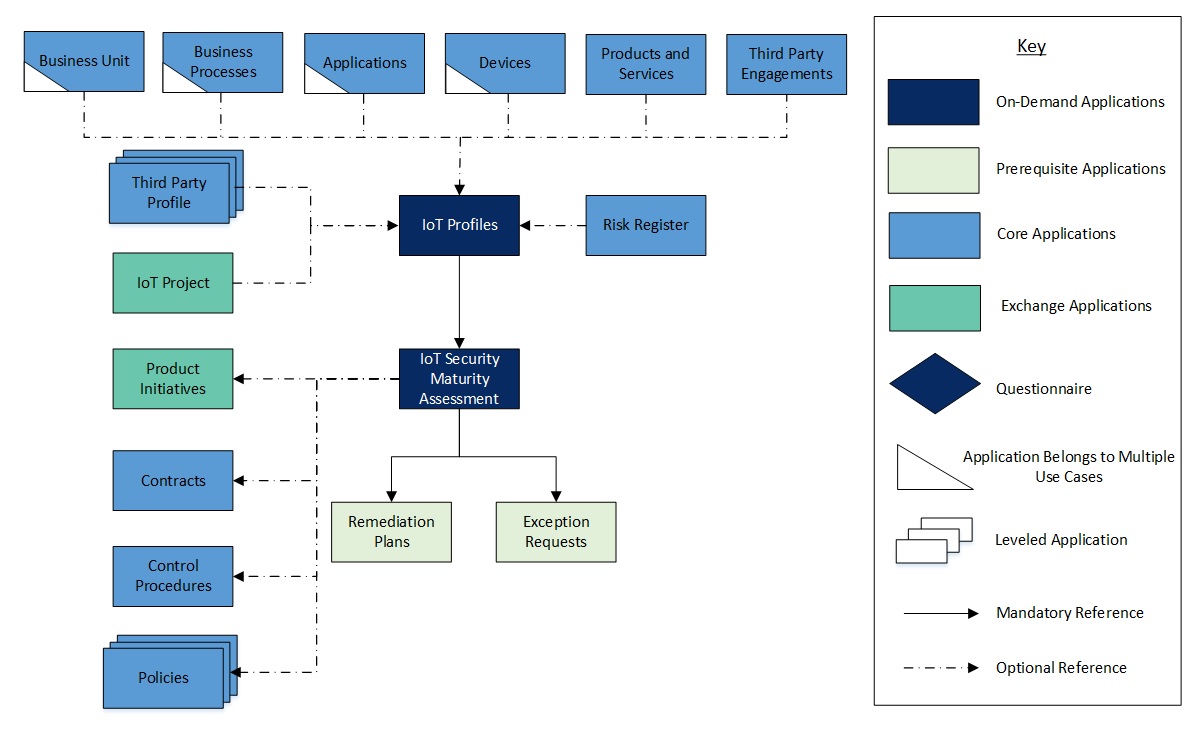 Business Unit
Business
Processes
Applications
Devices
Products and
Services
Third Party
Engagements
Third Party
Profile
IoT Profiles
Risk Register
IoT Project
Product
Initiatives
IoT Security
Maturity
Assessment
Contracts
Remediation
Plans
Exception
Requests
Control
Procedures
Policies
Key
On-Demand Applications
Prerequisite Applications
Core Applications
Exchange Applications
Questionnaire
Application Belongs to Multiple
Use Cases
Leveled Application
Mandatory Reference
Optional Reference